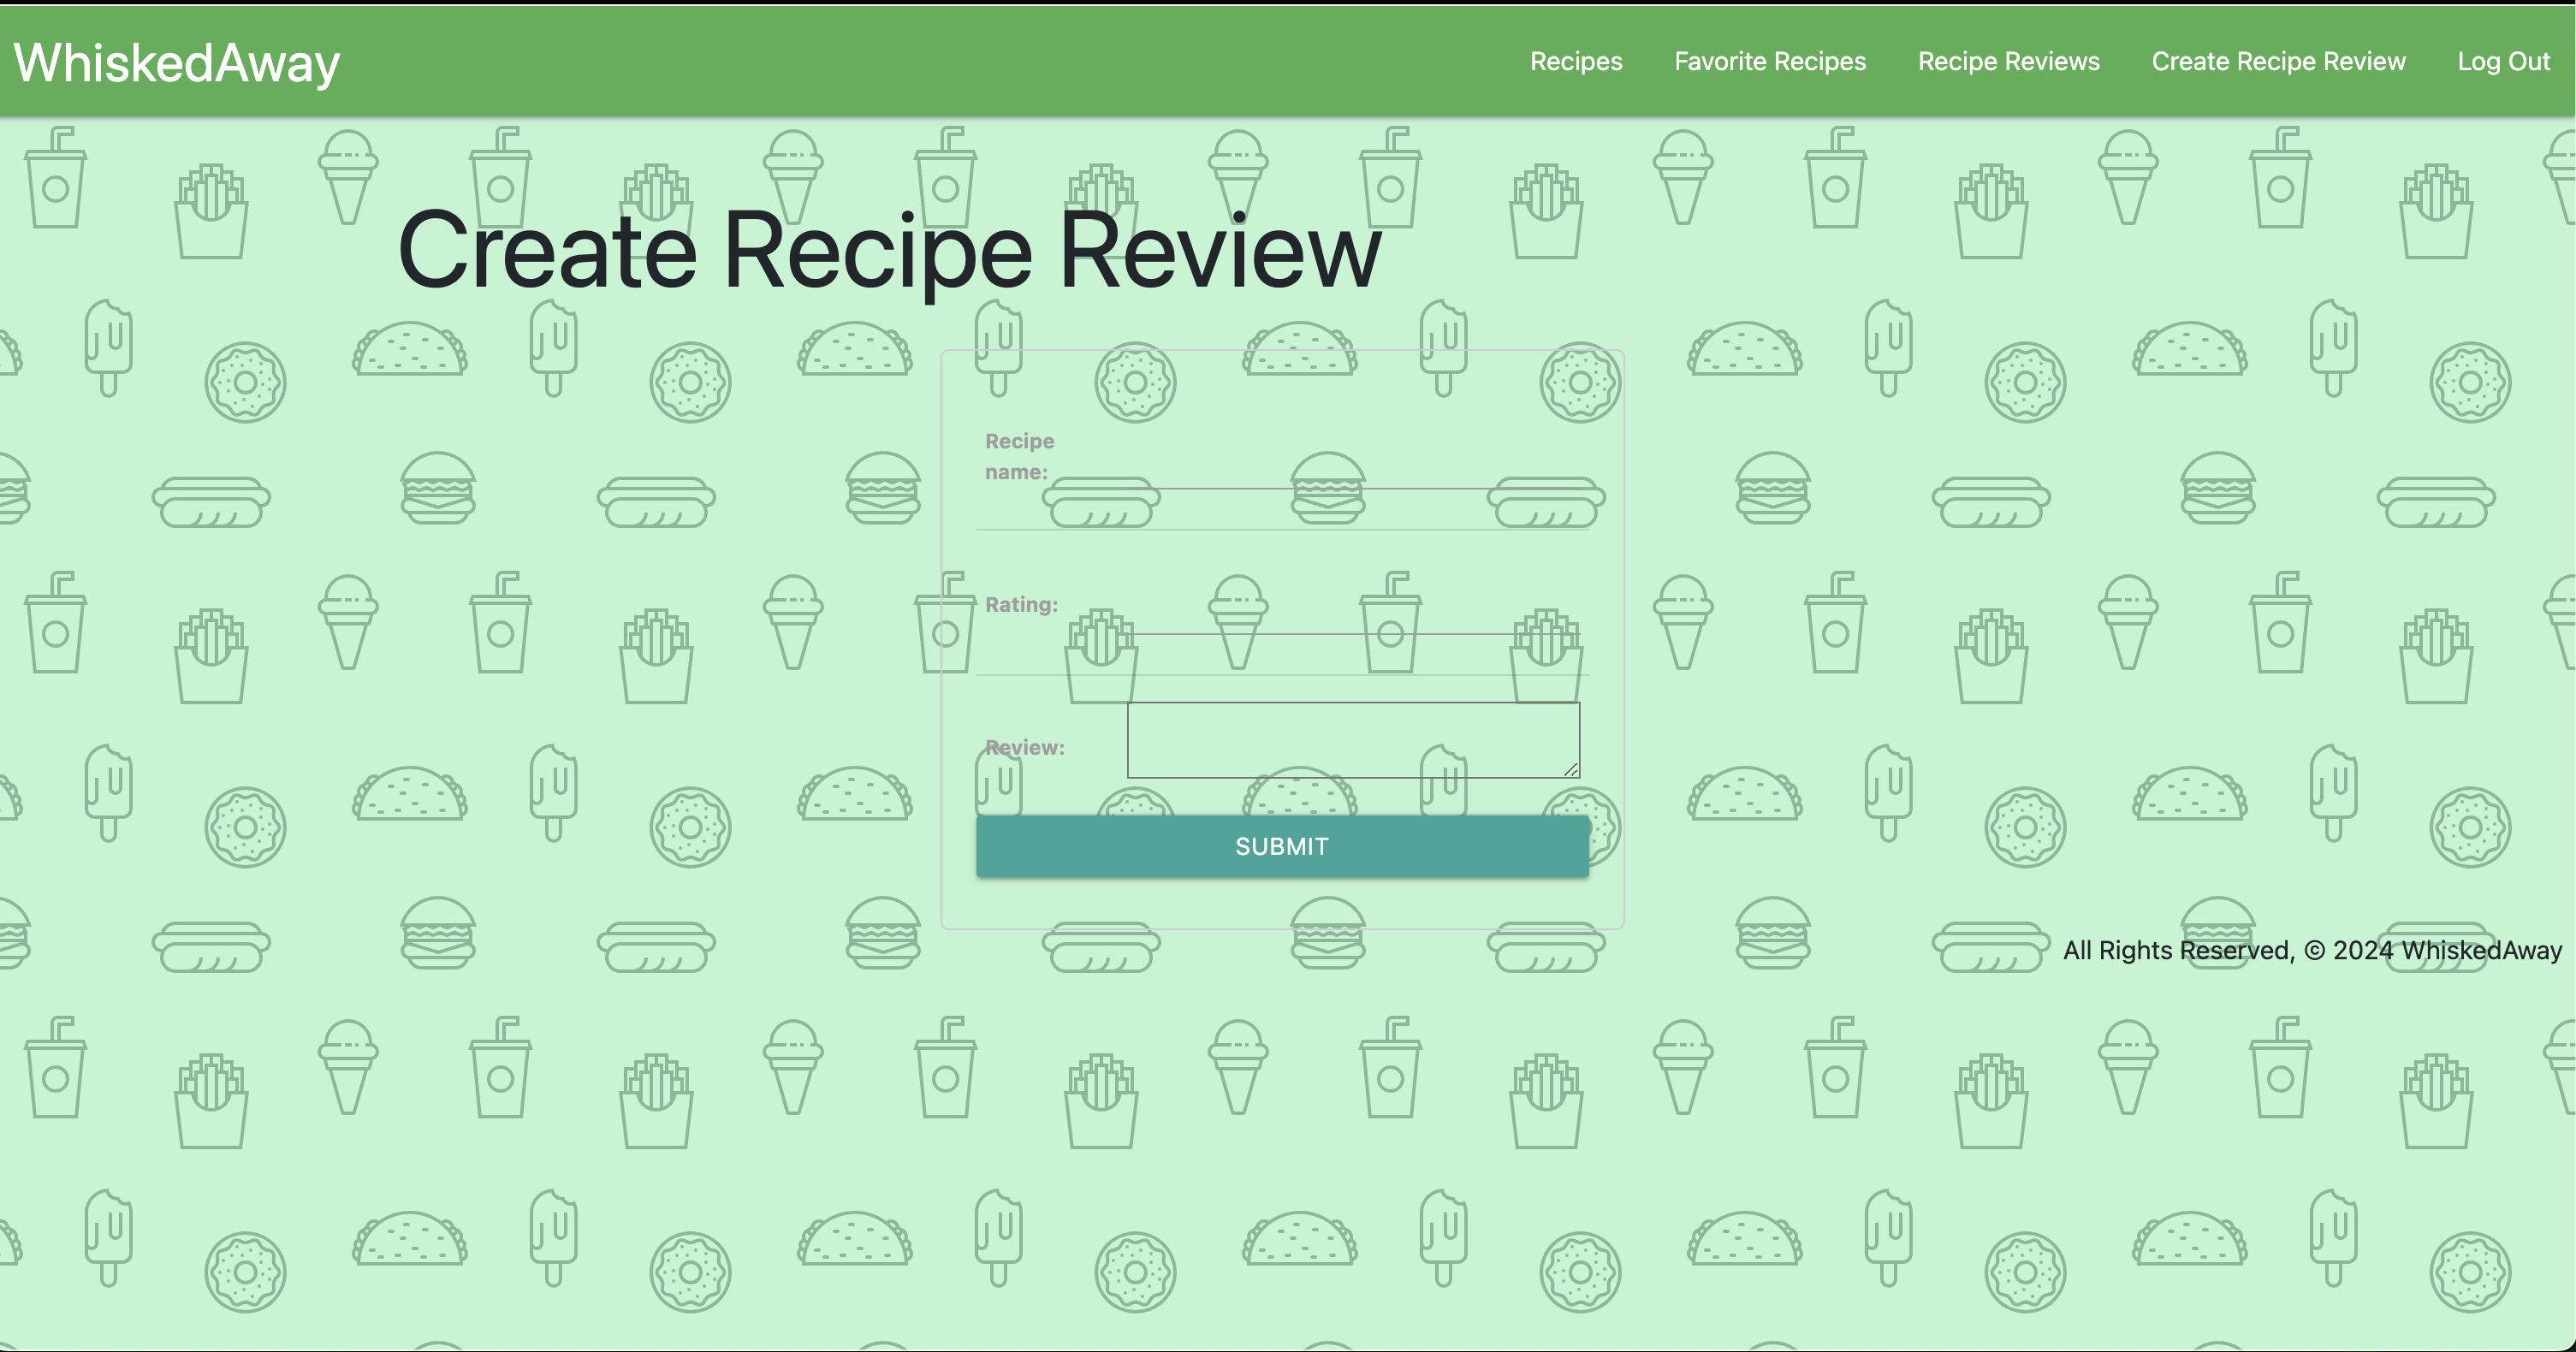 WhiskedAway
Recipes
Favorite Recipes
Recipe Reviews
Create Recipe Review
Log Out
Create Recipe Review
Recipe
name:
Rating:
Review:
SUBMIT
All Rights Reserved, © 2024 WhiskedAway